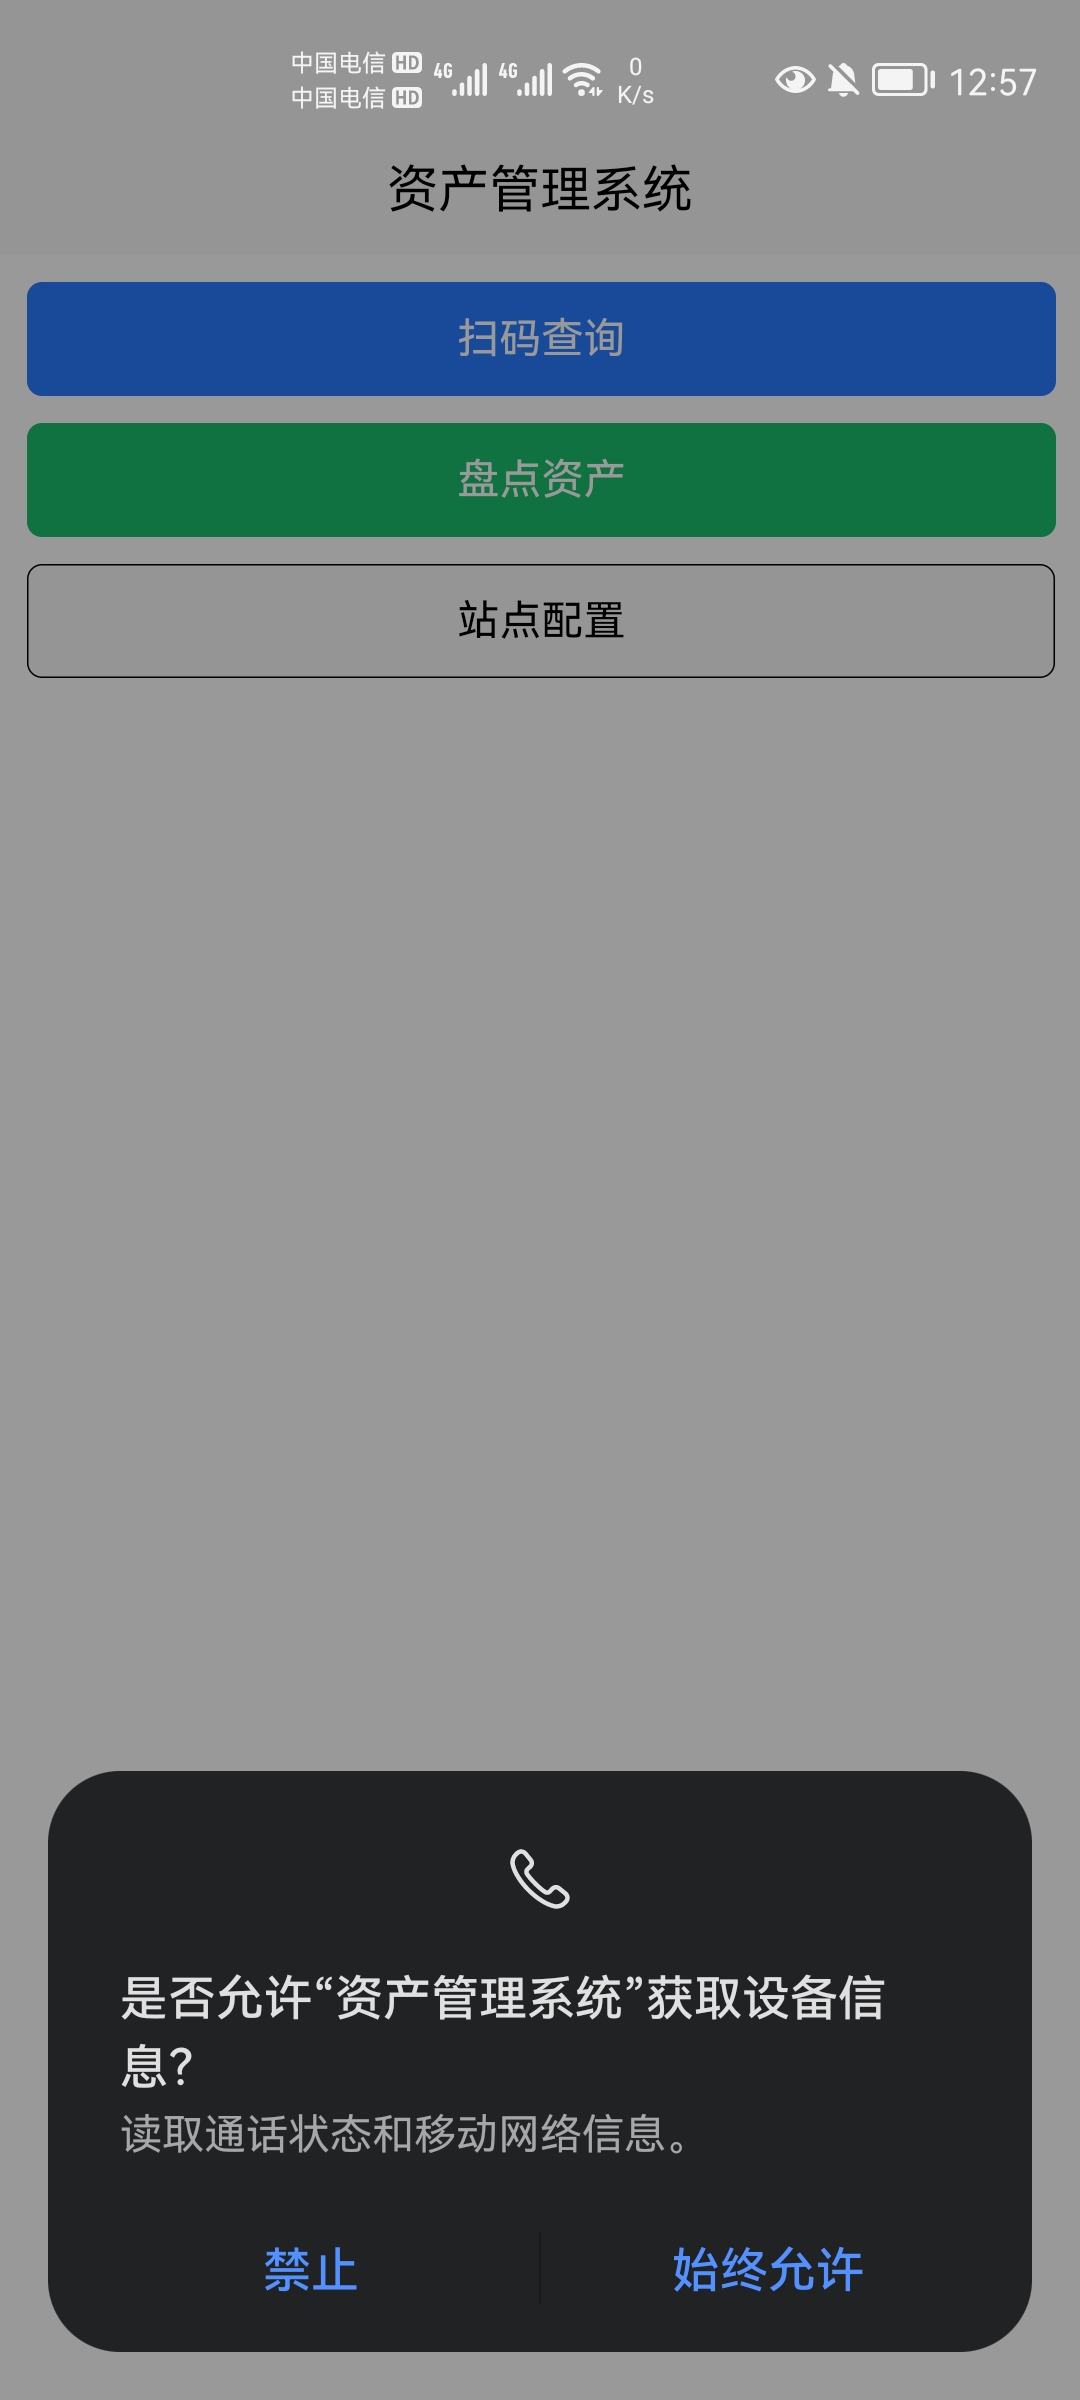 中国电信 HD
中国电信 HD
4G 4G 0 K/s 12:57
资产管理系统
扫码查询
盘点资产
站点配置
是否允许“资产管理系统”获取设备信
息?
读取通话状态和移动网络信息。
禁止 始终允许